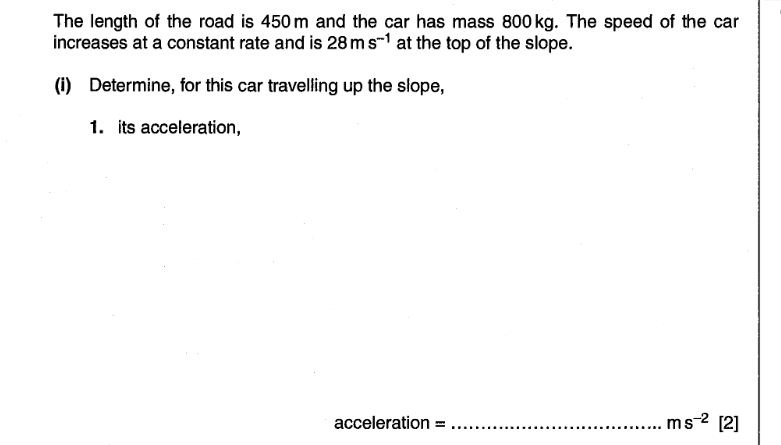 The length of the road is 450 m and the car has mass 800 kg. The speed of the car
increases at a constant rate and is 28 m s⁻¹ at the top of the slope.
(i) Determine, for this car travelling up the slope,
1. its acceleration,
acceleration = .................................... m s⁻² [2]